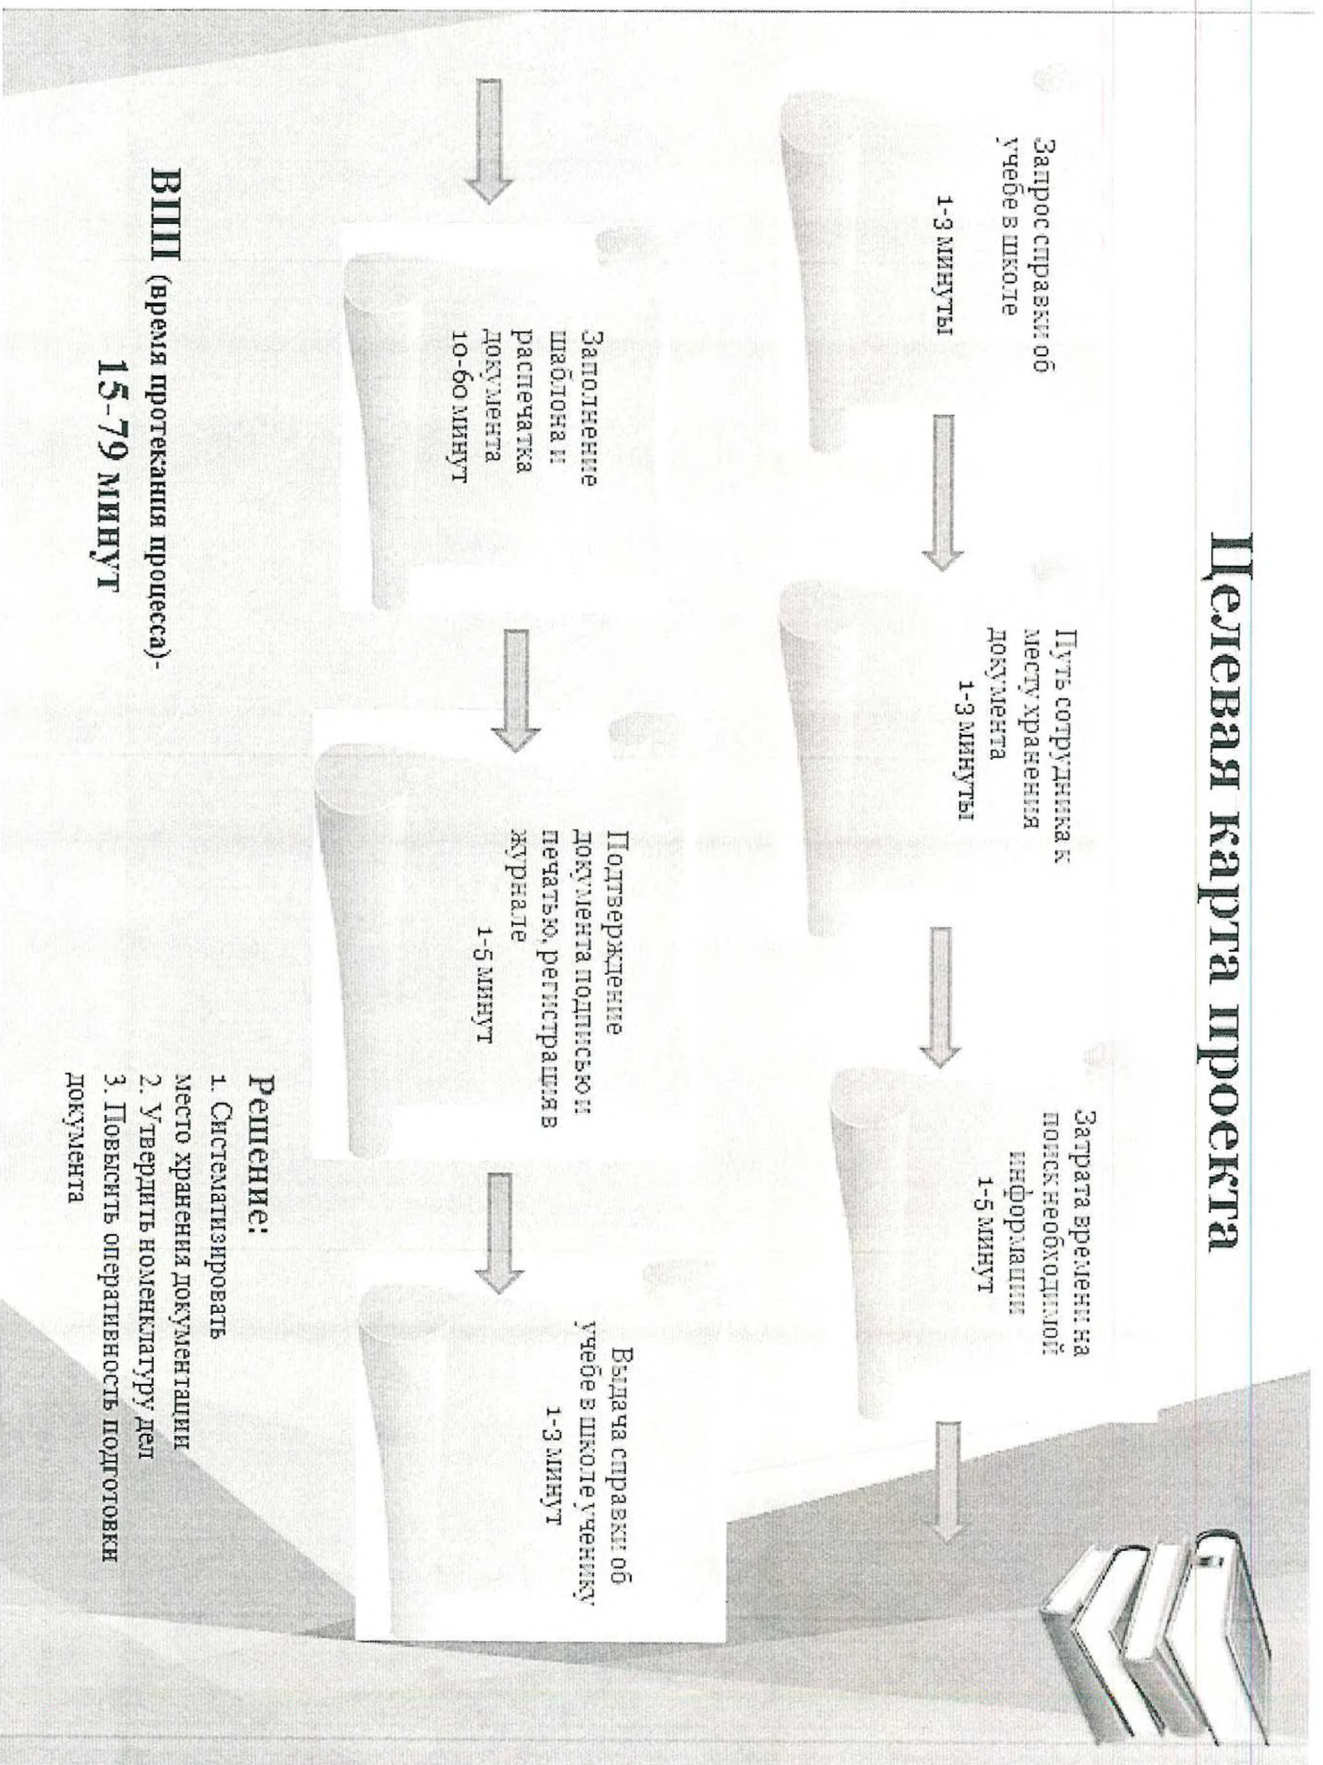 Целевая карта проекта
Запрос справки об
учебе в школе
1-3 минуты
Путь сотрудника к
месту хранения
документа
1-3 минуты
Затрата времени на
поиск необходимой
информации
1-5 минут
Заполнение
шаблона и
распечатка
документа
10-60 минут
Подтверждение
документа подписью и
печатью, регистрация в
журнале
1-5 минут
Выдача справки об
учебе в школе ученику
1-3 минут
ВПП (время протекания процесса)-
15-79 минут
Решение:
1. Систематизировать
место хранения документации
2. Утвердить номенклатуру дел
3. Повысить оперативность подготовки
документа